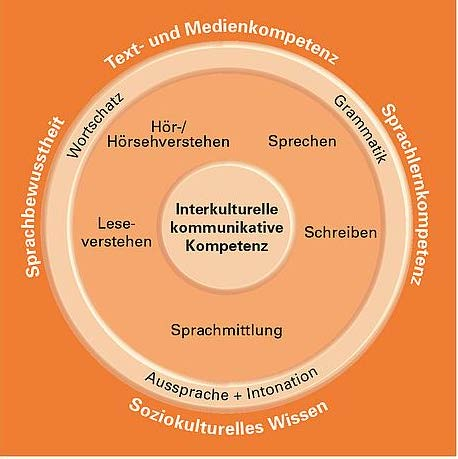 Text- und Medienkompetenz
Sprachbewusstheit
Sprachlernkompetenz
Wortschatz
Grammatik
Hör-/
Hörsehverstehen
Sprechen
Interkulturelle
kommunikative
Kompetenz
Lese-
verstehen
Schreiben
Sprachmittlung
Aussprache + Intonation
Soziokulturelles Wissen